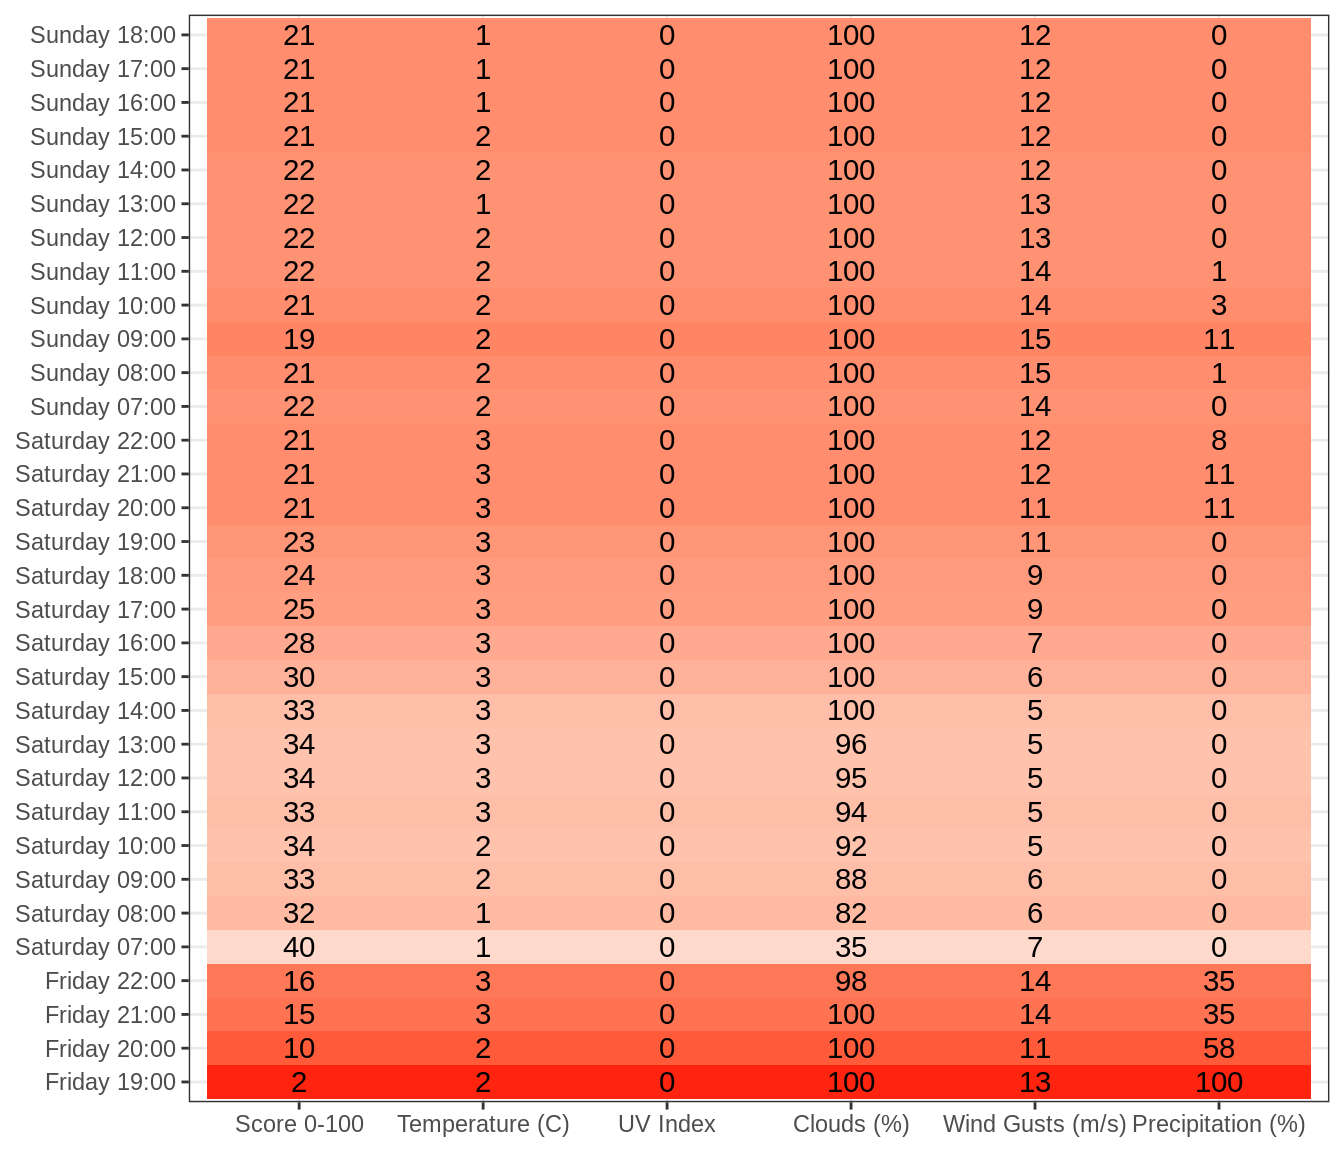 Sunday 18:00 21 1 0 100 12 0
Sunday 17:00 21 1 0 100 12 0
Sunday 16:00 21 1 0 100 12 0
Sunday 15:00 21 2 0 100 12 0
Sunday 14:00 22 2 0 100 12 0
Sunday 13:00 22 1 0 100 13 0
Sunday 12:00 22 2 0 100 13 0
Sunday 11:00 22 2 0 100 14 1
Sunday 10:00 21 2 0 100 14 3
Sunday 09:00 19 2 0 100 15 11
Sunday 08:00 21 2 0 100 15 1
Sunday 07:00 22 2 0 100 14 0
Saturday 22:00 21 3 0 100 12 8
Saturday 21:00 21 3 0 100 12 11
Saturday 20:00 21 3 0 100 11 11
Saturday 19:00 23 3 0 100 11 0
Saturday 18:00 24 3 0 100 9 0
Saturday 17:00 25 3 0 100 9 0
Saturday 16:00 28 3 0 100 7 0
Saturday 15:00 30 3 0 100 6 0
Saturday 14:00 33 3 0 100 5 0
Saturday 13:00 34 3 0 96 5 0
Saturday 12:00 34 3 0 95 5 0
Saturday 11:00 33 3 0 94 5 0
Saturday 10:00 34 2 0 92 5 0
Saturday 09:00 33 2 0 88 6 0
Saturday 08:00 32 1 0 82 6 0
Saturday 07:00 40 1 0 35 7 0
Friday 22:00 16 3 0 98 14 35
Friday 21:00 15 3 0 100 14 35
Friday 20:00 10 2 0 100 11 58
Friday 19:00 2 2 0 100 13 100
Score 0-100 Temperature (C) UV Index Clouds (%) Wind Gusts (m/s) Precipitation (%)